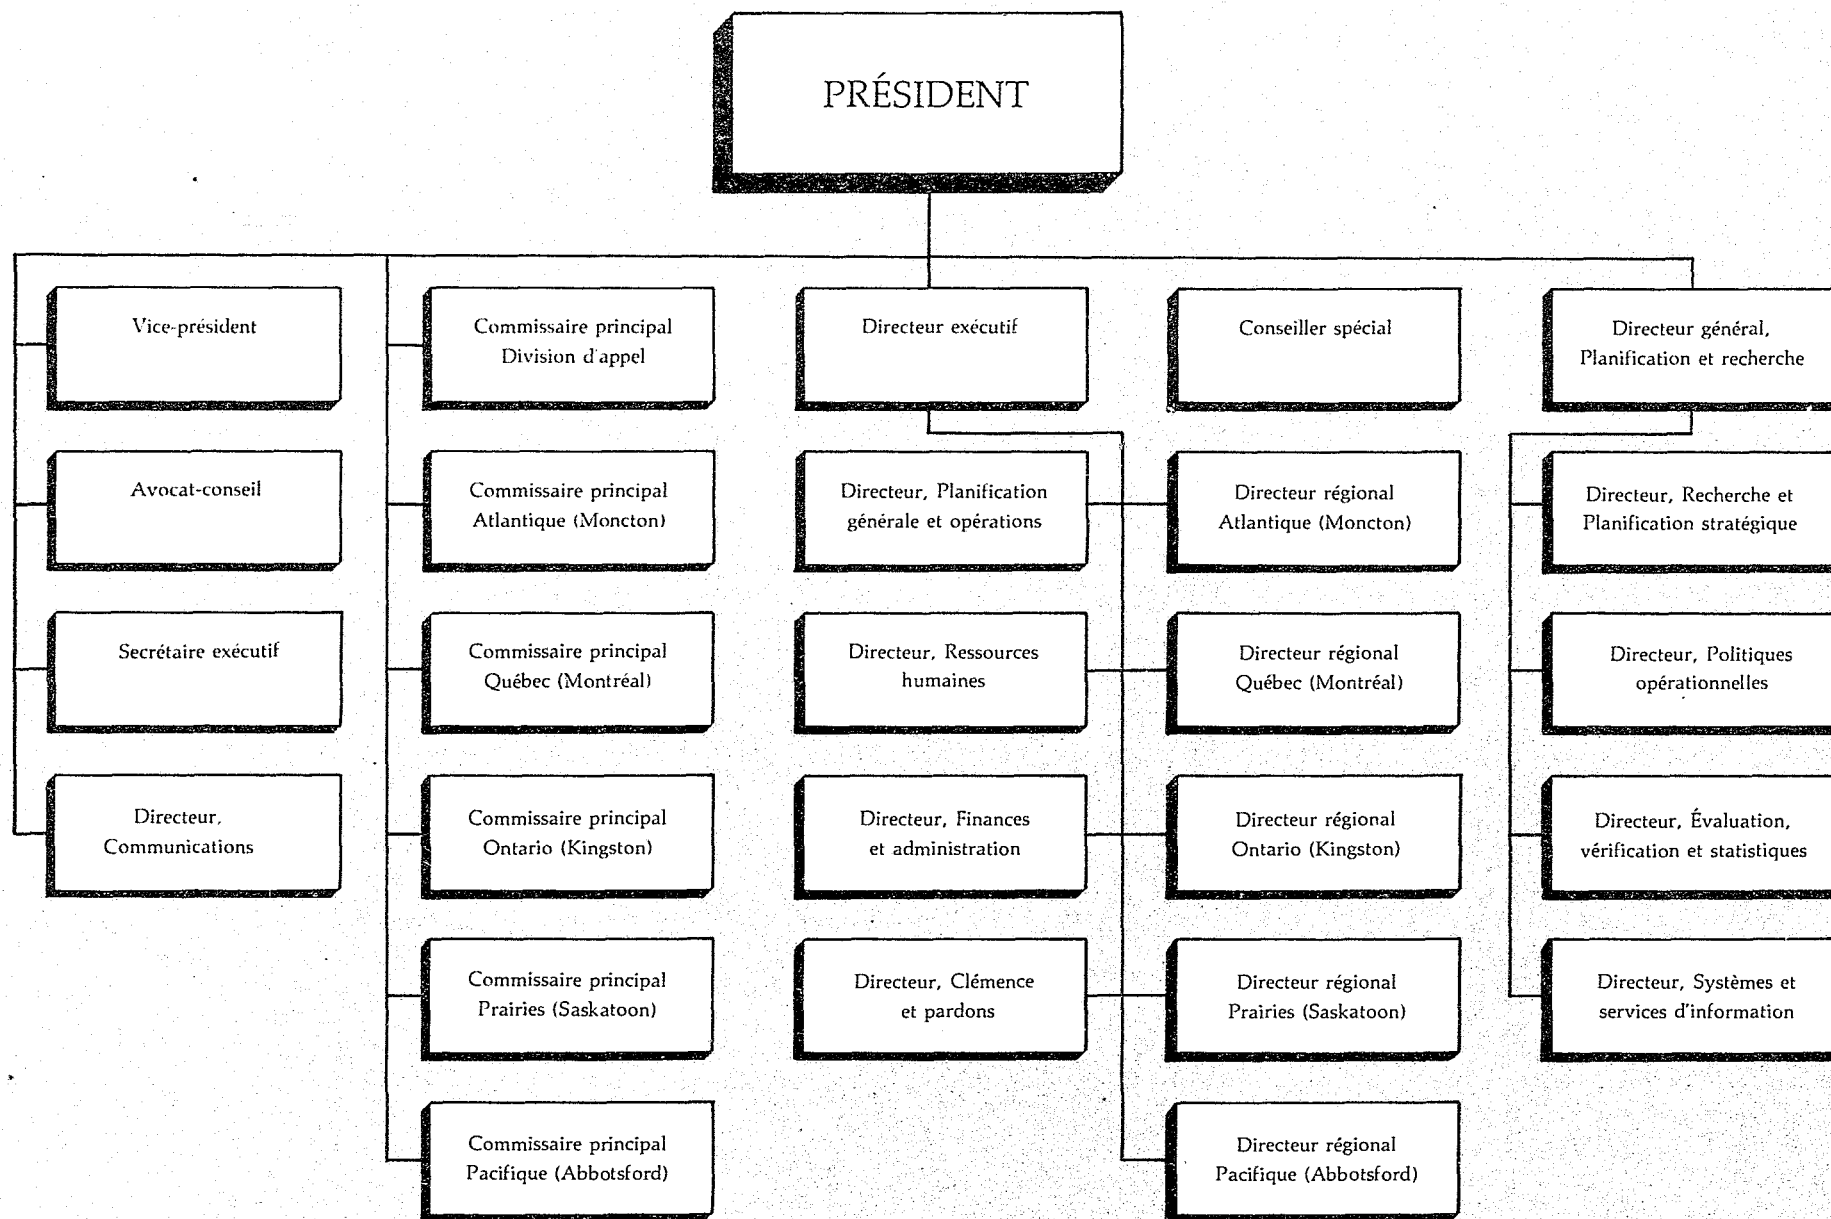 PRÉSIDENT
Vice-président
Avocat-conseil
Secrétaire exécutif
Directeur,
Communications
Commissaire principal
Division d'appel
Commissaire principal
Atlantique (Moncton)
Commissaire principal
Québec (Montréal)
Commissaire principal
Ontario (Kingston)
Commissaire principal
Prairies (Saskatoon)
Commissaire principal
Pacifique (Abbotsford)
Directeur exécutif
Directeur, Planification
générale et opérations
Directeur, Ressources
humaines
Directeur, Finances
et administration
Directeur, Clémence
et pardons
Conseiller spécial
Directeur régional
Atlantique (Moncton)
Directeur régional
Québec (Montréal)
Directeur régional
Ontario (Kingston)
Directeur régional
Prairies (Saskatoon)
Directeur régional
Pacifique (Abbotsford)
Directeur général,
Planification et recherche
Directeur, Recherche et
Planification stratégique
Directeur, Politiques
opérationnelles
Directeur, Évaluation,
vérification et statistiques
Directeur, Systèmes et
services d'information